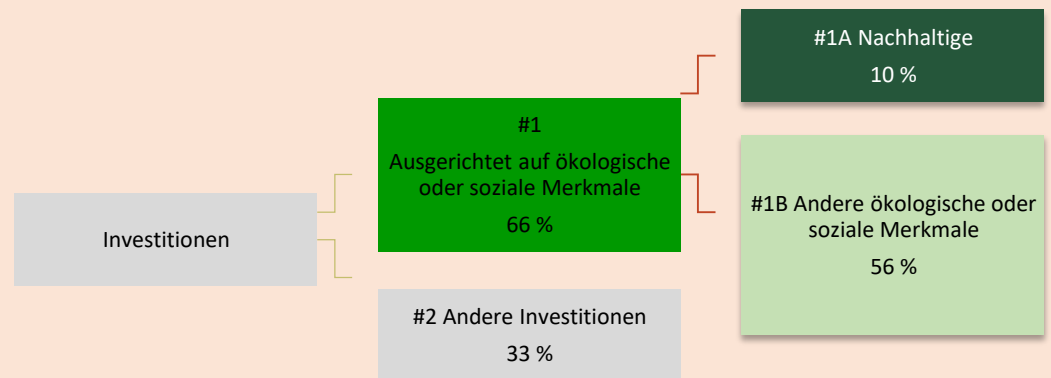 Investitionen
#1
Ausgerichtet auf ökologische
oder soziale Merkmale
66 %
#2 Andere Investitionen
33 %
#1A Nachhaltige
10 %
#1B Andere ökologische oder
soziale Merkmale
56 %